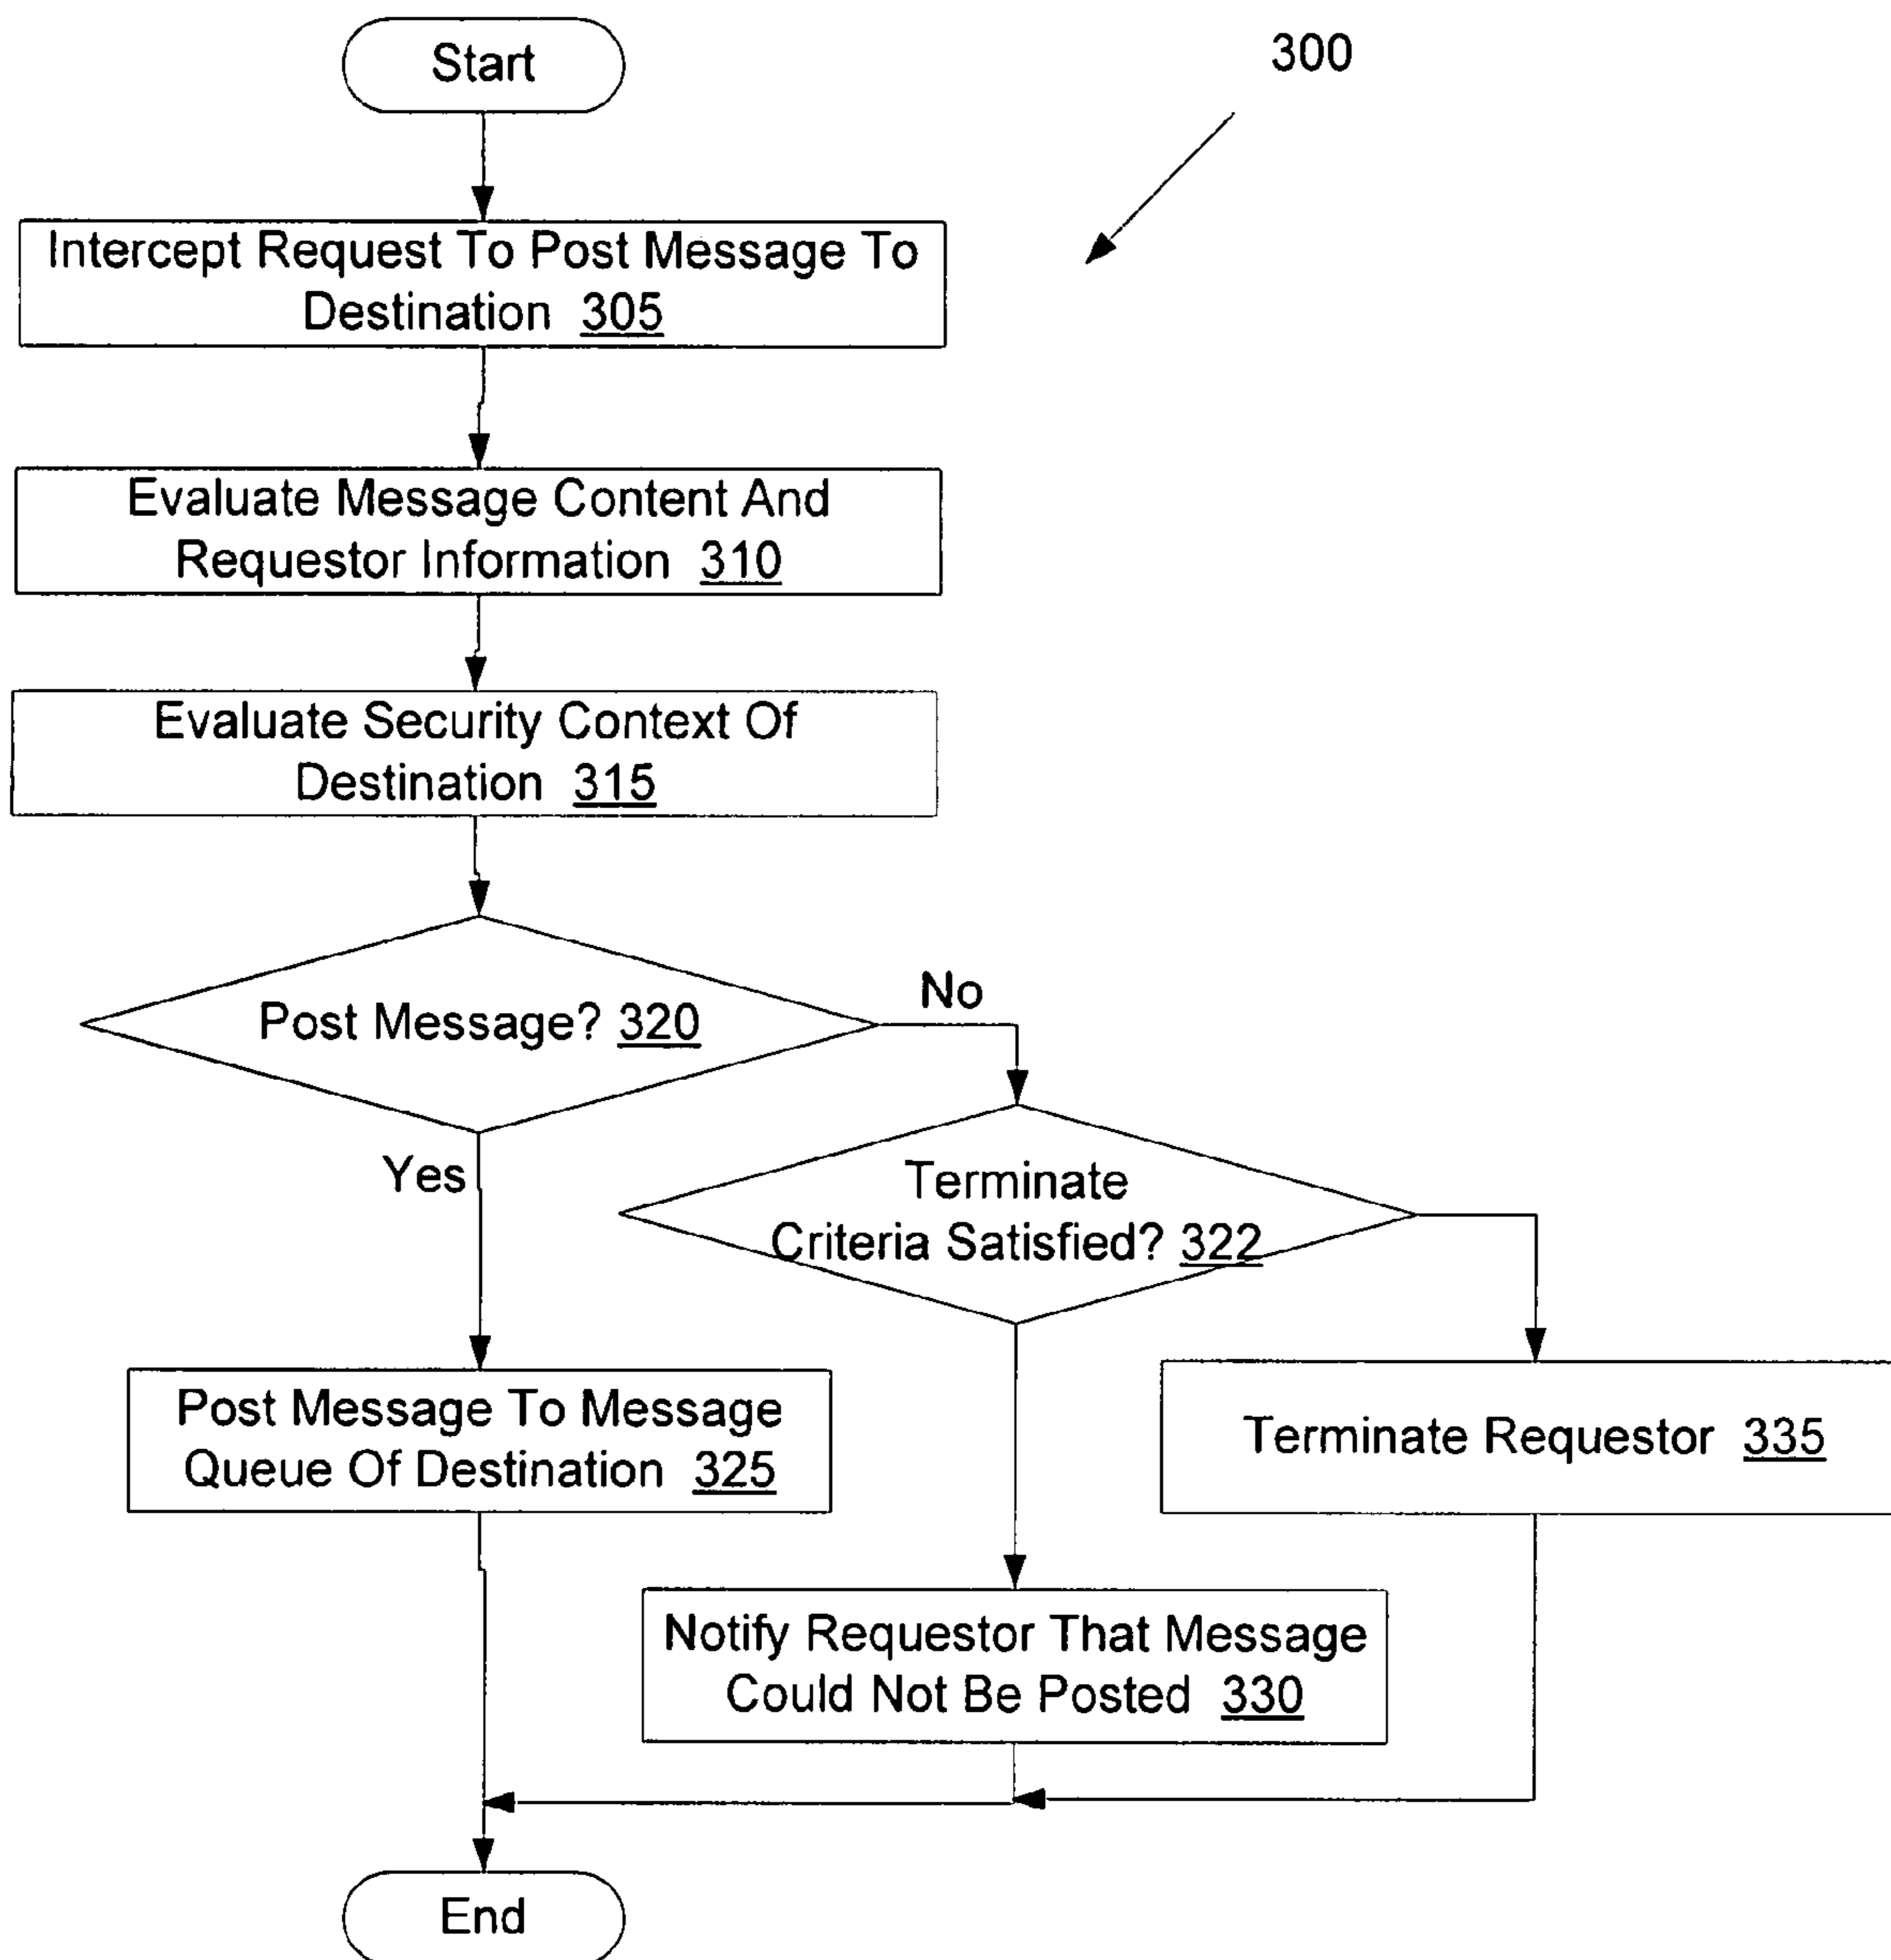 Start
300
Intercept Request To Post Message To
Destination 305
Evaluate Message Content And
Requestor Information 310
Evaluate Security Context Of
Destination 315
Post Message? 320
No
Yes
Terminate
Criteria Satisfied? 322
Post Message To Message
Queue Of Destination 325
Terminate Requestor 335
Notify Requestor That Message
Could Not Be Posted 330
End